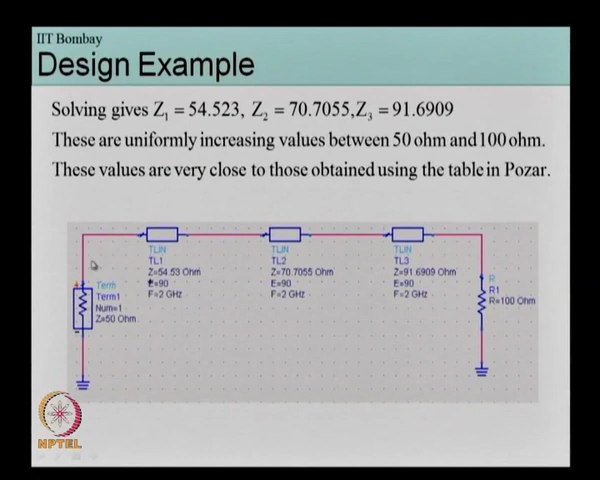 IIT Bombay
Design Example
Solving gives Z₁ = 54.523, Z₂ = 70.7055,Z₃ = 91.6909
These are uniformly increasing values between 50 ohm and 100 ohm.
These values are very close to those obtained using the table in Pozar.
TLIN TLIN TLIN
TL1 TL2 TL3
Z=54.53 Ohm Z=70.7055 Ohm Z=91.6909 Ohm
E=90 E=90 E=90
F=2 GHz F=2 GHz F=2 GHz
Term
Term1
Num=1
Z=50 Ohm
R
R1
R=100 Ohm
NPTEL